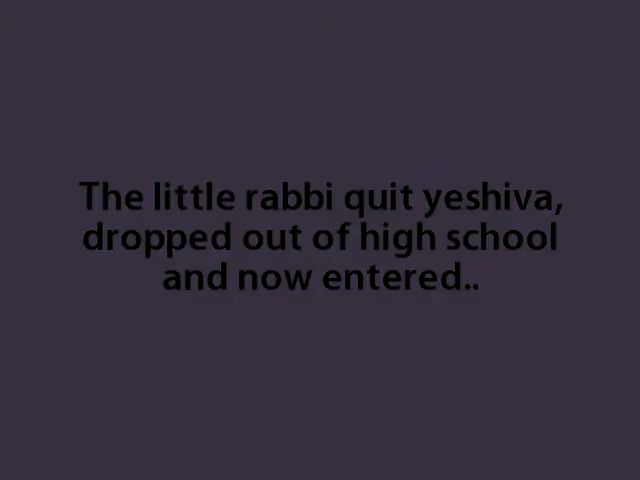 The little rabbi quit yeshiva,
dropped out of high school
and now entered..